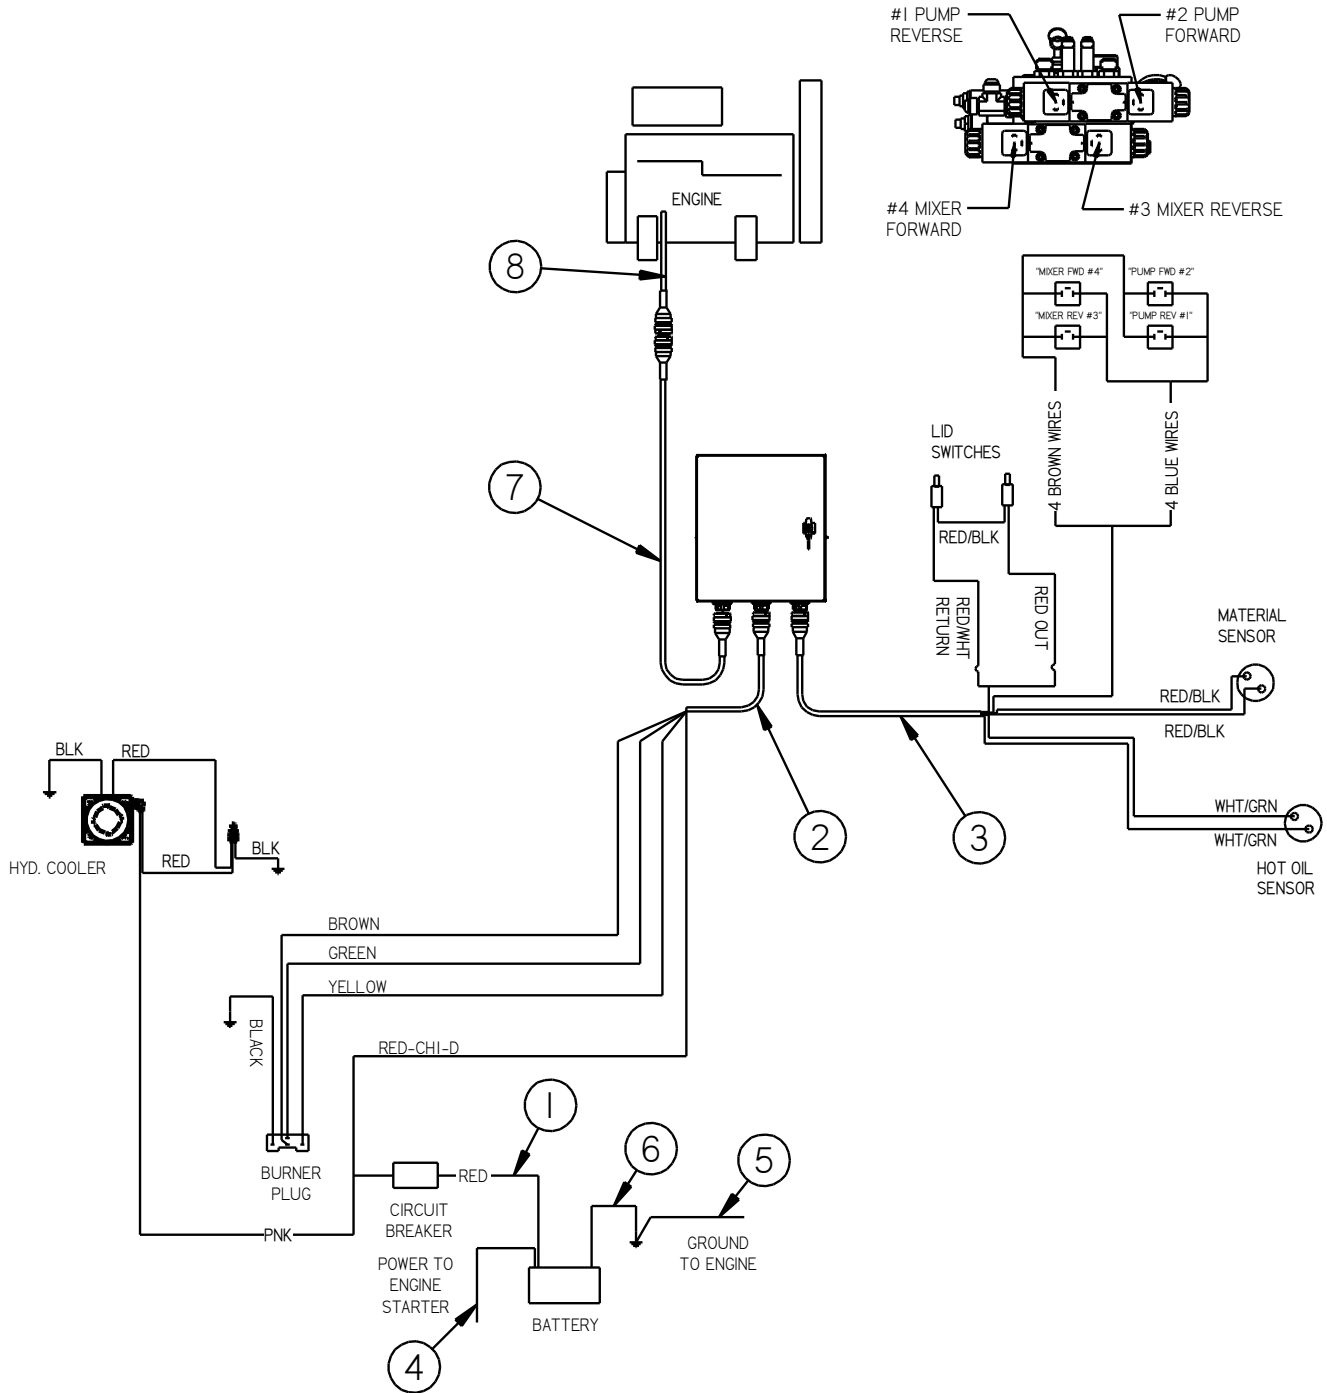 #1 PUMP
REVERSE
#2 PUMP
FORWARD
#4 MIXER
FORWARD
#3 MIXER REVERSE
ENGINE
8
"MIXER FWD #4"
"PUMP FWD #2"
"MIXER REV #3"
"PUMP REV #1"
4 BROWN WIRES
4 BLUE WIRES
LID
SWITCHES
7
RED/BLK
RED/WHT
RETURN
RED OUT
MATERIAL
SENSOR
RED/BLK
RED/BLK
BLK
RED
HYD. COOLER
RED
BLK
2
3
WHT/GRN
WHT/GRN
HOT OIL
SENSOR
BROWN
GREEN
YELLOW
BLACK
RED-CH1-D
1
6
5
BURNER
PLUG
RED
CIRCUIT
BREAKER
PNK
GROUND
TO ENGINE
POWER TO
ENGINE
STARTER
BATTERY
4